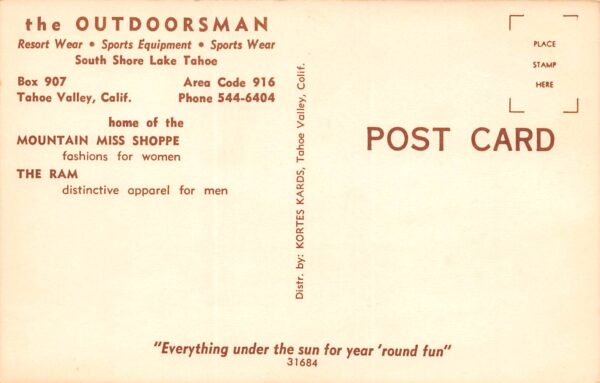 the OUTDOORSMAN
Resort Wear • Sports Equipment • Sports Wear
South Shore Lake Tahoe
Box 907 Area Code 916
Tahoe Valley, Calif. Phone 544-6404
home of the
MOUNTAIN MISS SHOPPE
fashions for women
THE RAM
distinctive apparel for men
Distr. by: KORTES KARDS, Tahoe Valley, Calif.
PLACE
STAMP
HERE
POST CARD
"Everything under the sun for year 'round fun"
31684